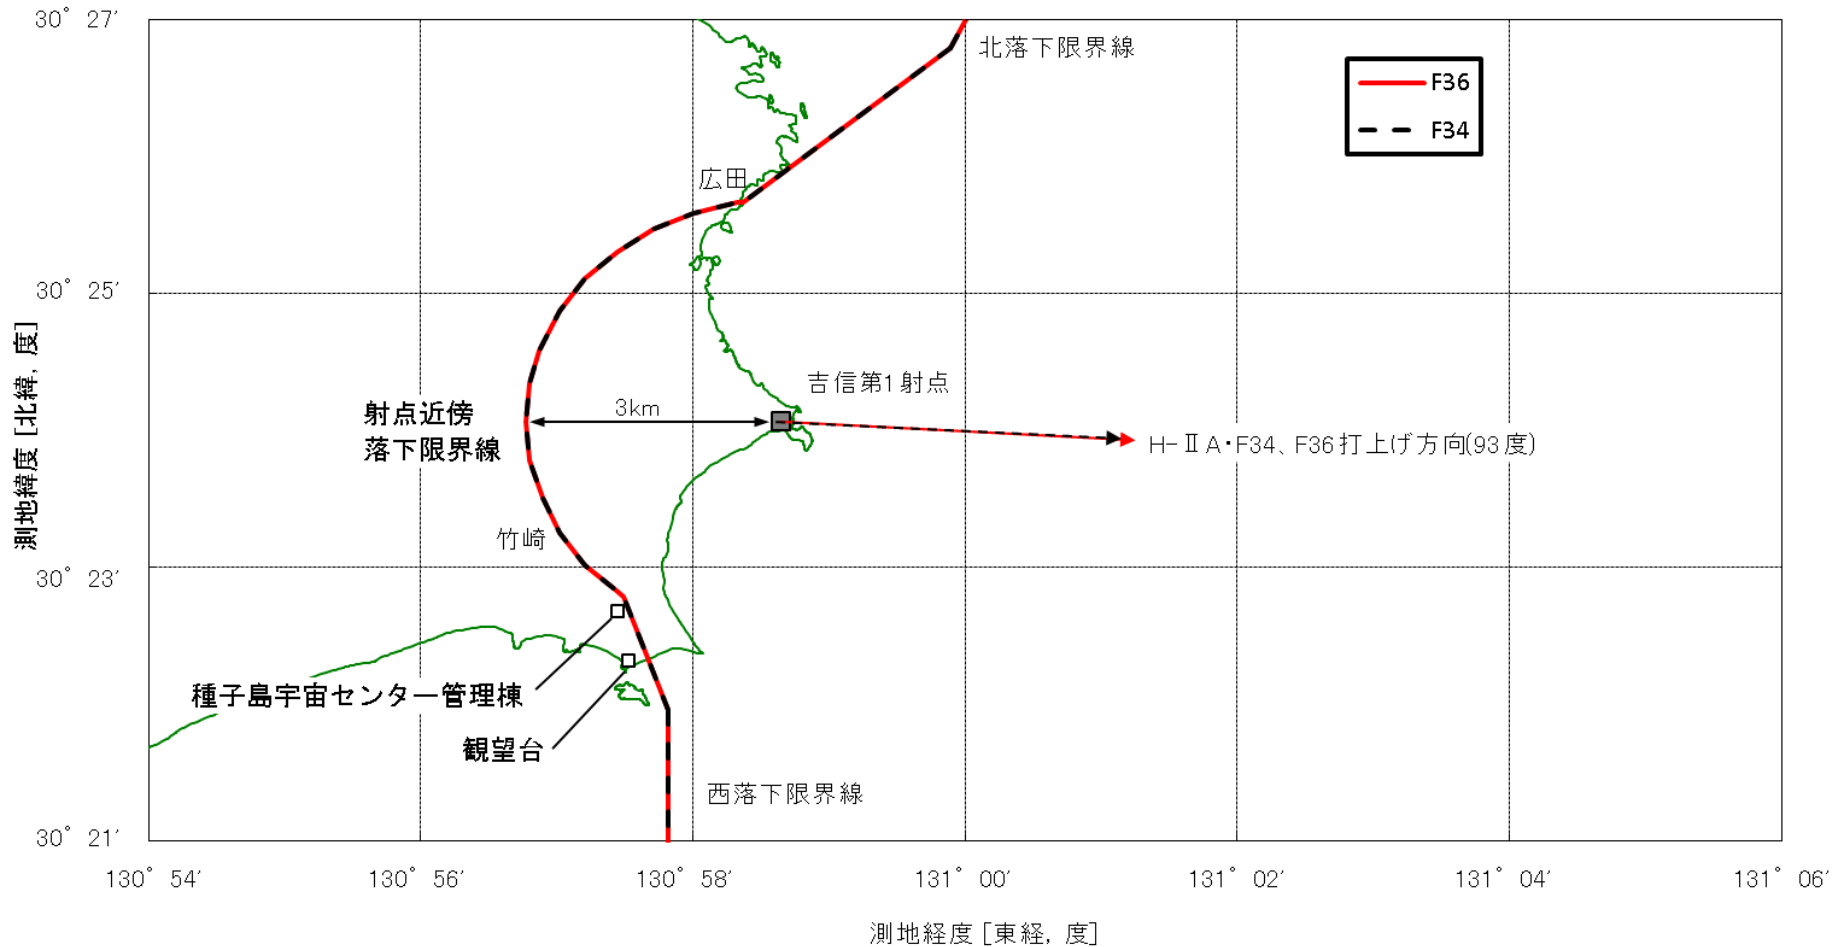 30° 27′
北落下限界線
F36
F34
広田
30° 25′
吉信第1射点
3km
射点近傍
落下限界線
H-ⅡA・F34、F36打上げ方向(93度)
竹崎
30° 23′
種子島宇宙センター管理棟
観望台
西落下限界線
30° 21′
130° 54′
130° 56′
130° 58′
131° 00′
131° 02′
131° 04′
131° 06′
測地緯度 [北緯, 度]
測地経度 [東経, 度]